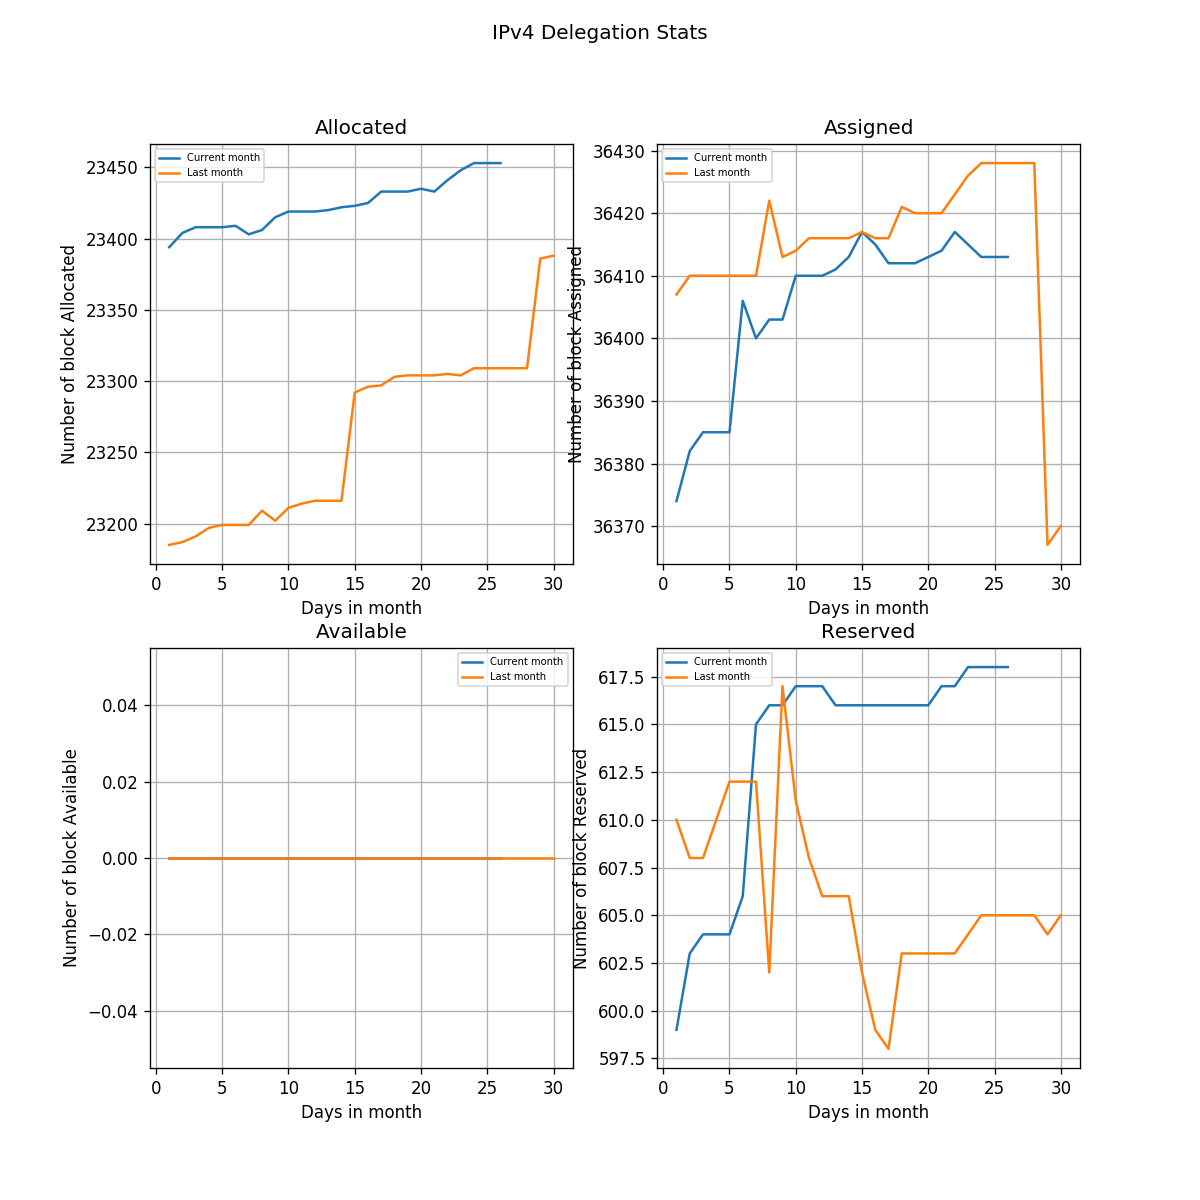 IPv4 Delegation Stats
Allocated
Current month
Last month
23450
23400
23350
23300
23250
23200
Number of block Allocated
0 5 10 15 20 25 30
Days in month
Assigned
Current month
Last month
36430
36420
36410
36400
36390
36380
36370
Number of block Assigned
0 5 10 15 20 25 30
Days in month
Available
Current month
Last month
0.04
0.02
0.00
−0.02
−0.04
Number of block Available
0 5 10 15 20 25 30
Days in month
Reserved
Current month
Last month
617.5
615.0
612.5
610.0
607.5
605.0
602.5
600.0
597.5
Number of block Reserved
0 5 10 15 20 25 30
Days in month